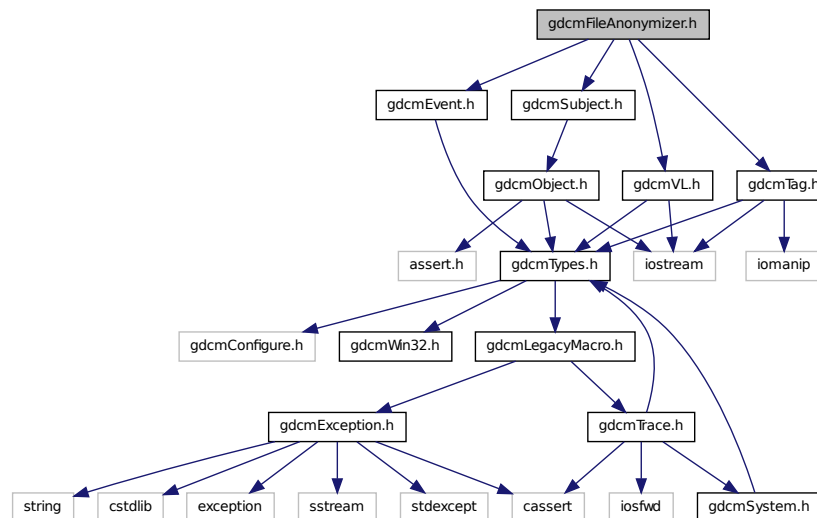 gdcmFileAnonymizer.h
gdcmEvent.h
gdcmSubject.h
gdcmObject.h
gdcmVL.h
gdcmTag.h
assert.h
gdcmTypes.h
iostream
iomanip
gdcmConfigure.h
gdcmWin32.h
gdcmLegacyMacro.h
gdcmException.h
gdcmTrace.h
string
cstdlib
exception
sstream
stdexcept
cassert
iosfwd
gdcmSystem.h